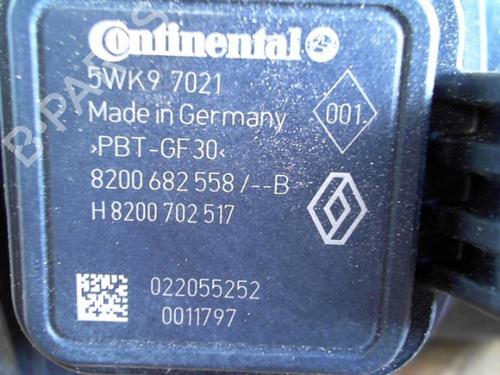 Continental
5WK9 7021
Made in Germany
001
>PBT-GF30<
8200 682 558 /--B
H 8200 702 517
022055252
0011797
B-PARTS